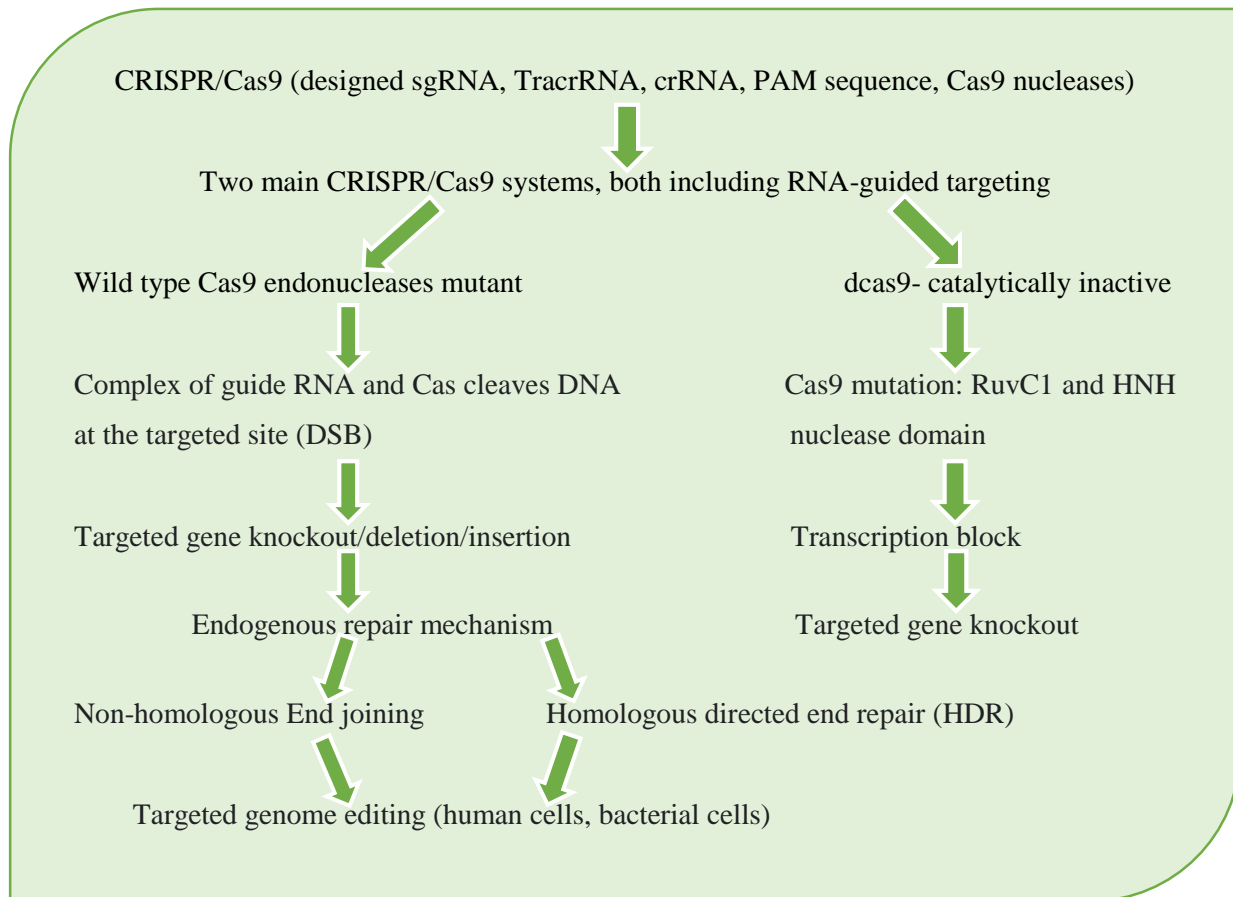 CRISPR/Cas9 (designed sgRNA, TracrRNA, crRNA, PAM sequence, Cas9 nucleases)
Two main CRISPR/Cas9 systems, both including RNA-guided targeting
Wild type Cas9 endonucleases mutant
dcas9- catalytically inactive
Complex of guide RNA and Cas cleaves DNA
at the targeted site (DSB)
Cas9 mutation: RuvC1 and HNH
nuclease domain
Targeted gene knockout/deletion/insertion
Transcription block
Endogenous repair mechanism
Targeted gene knockout
Non-homologous End joining
Homologous directed end repair (HDR)
Targeted genome editing (human cells, bacterial cells)